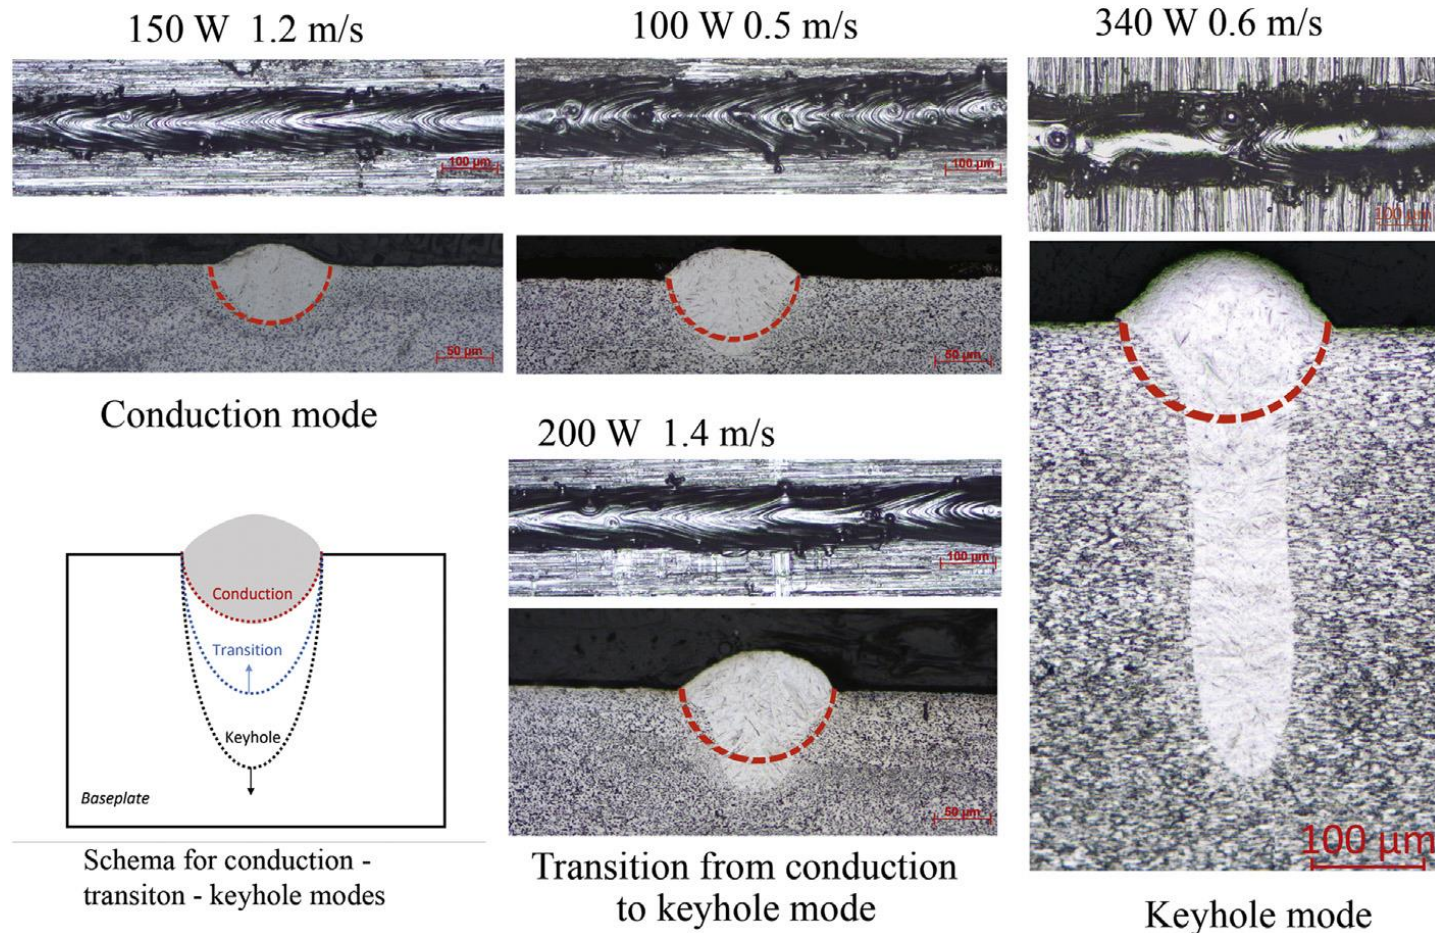 150 W 1.2 m/s
100 W 0.5 m/s
340 W 0.6 m/s
100 µm
100 µm
100 µm
50 µm
50 µm
Conduction mode
200 W 1.4 m/s
100 µm
50 µm
100 µm
Conduction
Transition
Keyhole
Baseplate
Schema for conduction -
transiton - keyhole modes
Transition from conduction
to keyhole mode
Keyhole mode